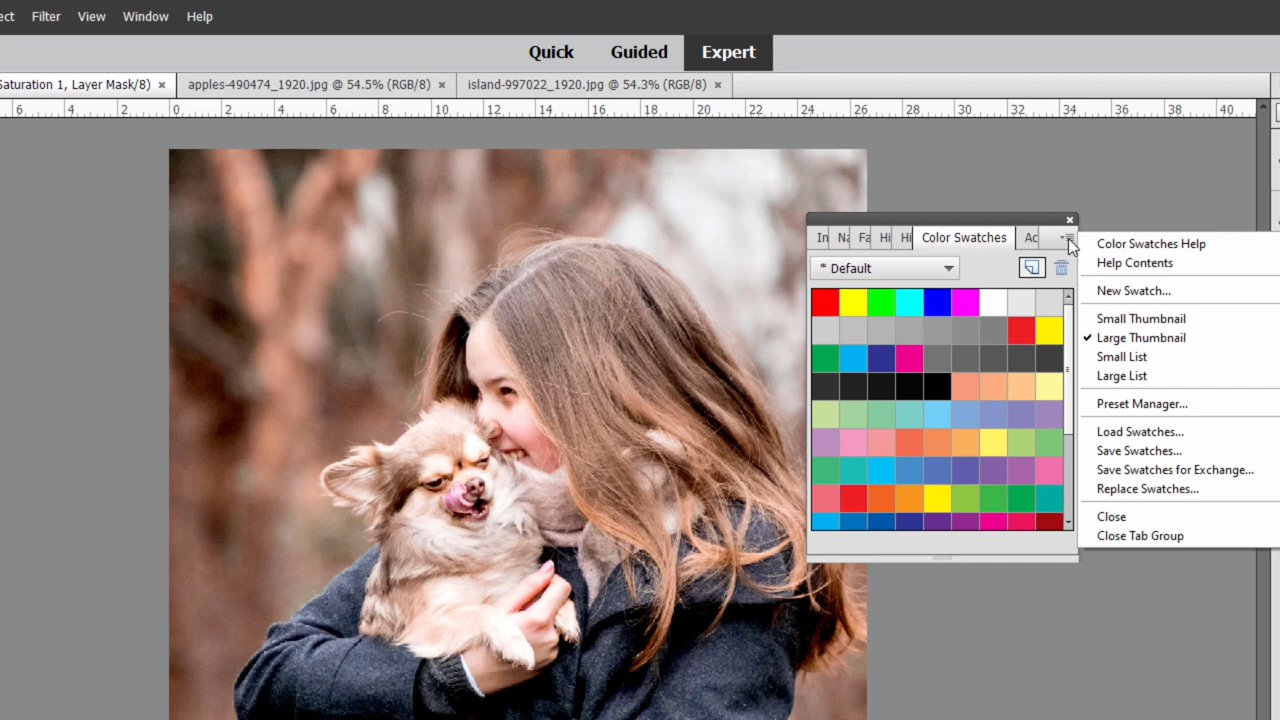 ect Filter View Window Help
Quick Guided Expert
Saturation 1, Layer Mask/8) × apples-490474_1920.jpg @ 54.5% (RGB/8) × island-997022_1920.jpg @ 54.3% (RGB/8) ×
6 4 2 0 2 4 6 8 10 12 14 16 18 20 22 24 26 28 30 32 34 36 38 40
In Na Fa Hi Hi Color Swatches Ac
* Default
Color Swatches Help
Help Contents
New Swatch...
Small Thumbnail
✓ Large Thumbnail
Small List
Large List
Preset Manager...
Load Swatches...
Save Swatches...
Save Swatches for Exchange...
Replace Swatches...
Close
Close Tab Group